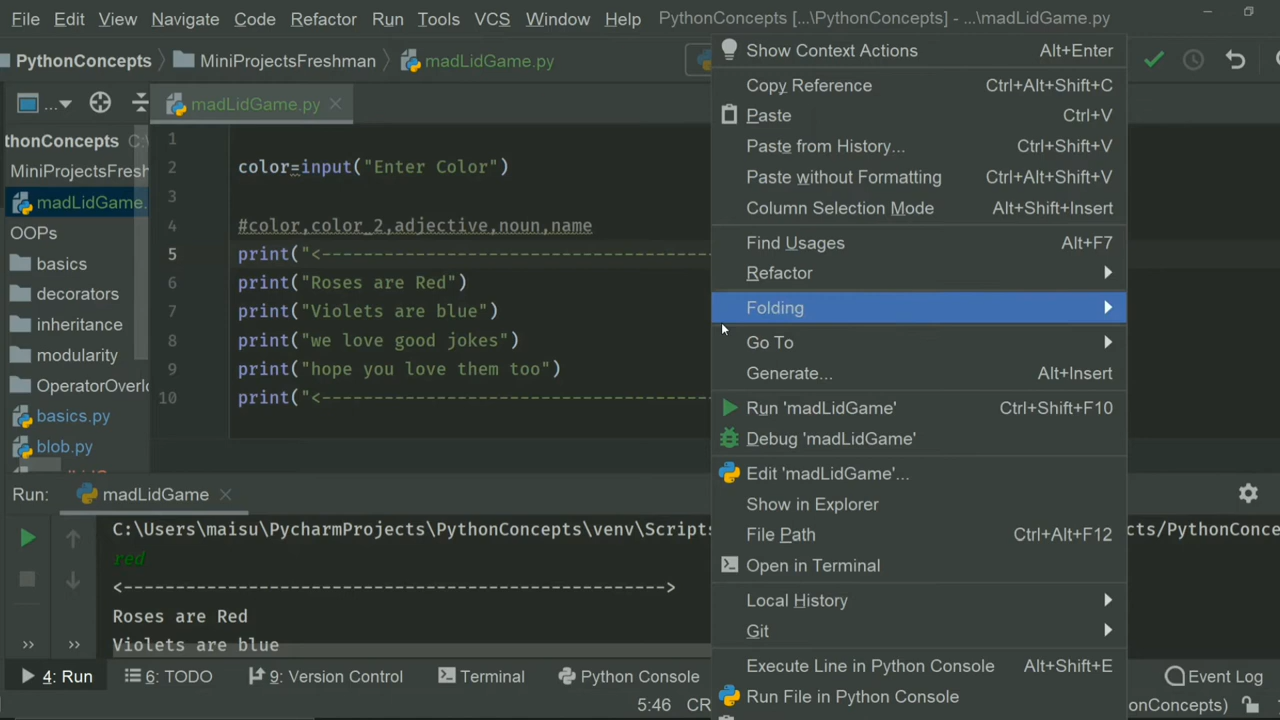 File Edit View Navigate Code Refactor Run Tools VCS Window Help PythonConcepts [...\PythonConcepts] - ...\madLidGame.py
PythonConcepts MiniProjectsFreshman madLidGame.py
... madLidGame.py
thonConcepts
MiniProjectsFresh
madLidGame.
OOPs
basics
decorators
inheritance
modularity
OperatorOverlo
basics.py
blob.py
1
2 color=input("Enter Color")
3
4 #color,color_2,adjective,noun,name
5 print("<--------------------------------------
6 print("Roses are Red")
7 print("Violets are blue")
8 print("we love good jokes")
9 print("hope you love them too")
10 print("<--------------------------------------
Show Context Actions Alt+Enter
Copy Reference Ctrl+Alt+Shift+C
Paste Ctrl+V
Paste from History... Ctrl+Shift+V
Paste without Formatting Ctrl+Alt+Shift+V
Column Selection Mode Alt+Shift+Insert
Find Usages Alt+F7
Refactor
Folding
Go To
Generate... Alt+Insert
Run 'madLidGame' Ctrl+Shift+F10
Debug 'madLidGame'
Edit 'madLidGame'...
Show in Explorer
File Path Ctrl+Alt+F12
Open in Terminal
Local History
Git
Execute Line in Python Console Alt+Shift+E
Run File in Python Console
Run: madLidGame
C:\Users\maisu\PycharmProjects\PythonConcepts\venv\Scripts
cts/PythonConce
red
<--------------------------------------------------->
Roses are Red
Violets are blue
4: Run 6: TODO 9: Version Control Terminal Python Console Event Log
5:46 CR
onConcepts)